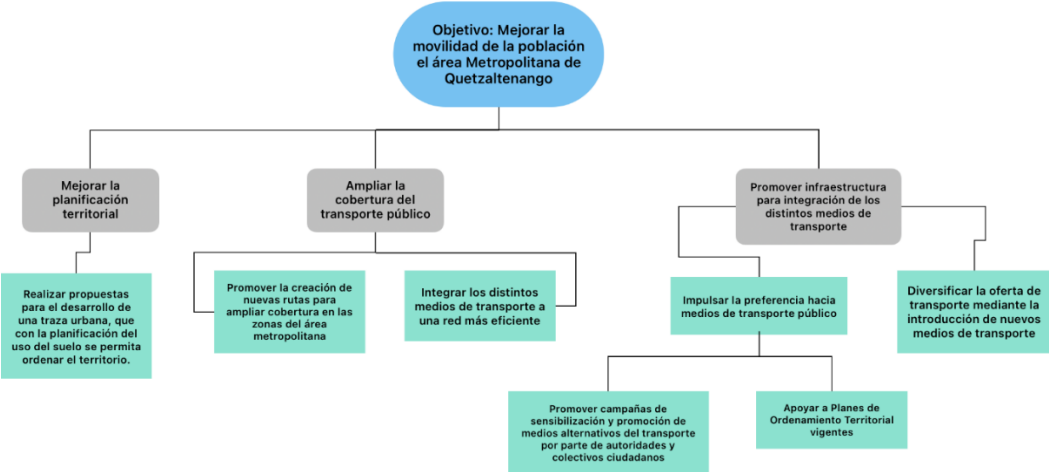 Objetivo: Mejorar la
movilidad de la población
el área Metropolitana de
Quetzaltenango
Mejorar la
planificación
territorial
Ampliar la
cobertura del
transporte público
Promover infraestructura
para integración de los
distintos medios de
transporte
Realizar propuestas
para el desarrollo de
una traza urbana, que
con la planificación del
uso del suelo se permita
ordenar el territorio.
Promover la creación de
nuevas rutas para
ampliar cobertura en las
zonas del área
metropolitana
Integrar los distintos
medios de transporte a
una red más eficiente
Impulsar la preferencia hacia
medios de transporte público
Diversificar la oferta de
transporte mediante la
introducción de nuevos
medios de transporte
Promover campañas de
sensibilización y promoción de
medios alternativos del transporte
por parte de autoridades y
colectivos ciudadanos
Apoyar a Planes de
Ordenamiento Territorial
vigentes